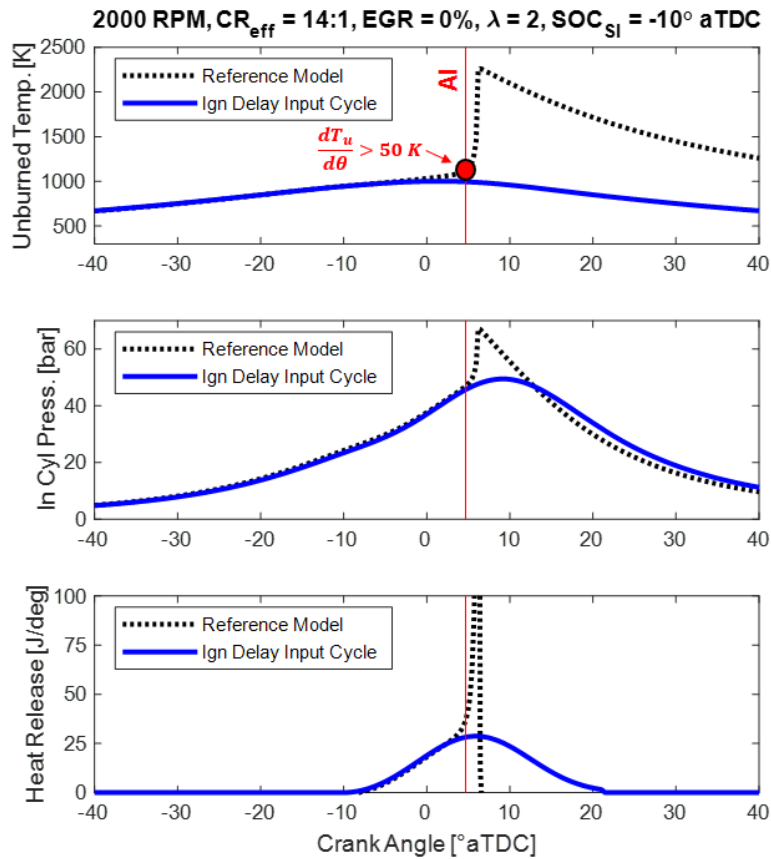 2000 RPM, CR_eff = 14:1, EGR = 0%, λ = 2, SOC_SI = -10° aTDC
Unburned Temp. [K]
2500
2000
1500
1000
500
Reference Model
Ign Delay Input Cycle
AI
dT_u/dθ > 50 K
-40 -30 -20 -10 0 10 20 30 40
In Cyl Press. [bar]
60
40
20
0
Reference Model
Ign Delay Input Cycle
-40 -30 -20 -10 0 10 20 30 40
Heat Release [J/deg]
100
75
50
25
0
Reference Model
Ign Delay Input Cycle
-40 -30 -20 -10 0 10 20 30 40
Crank Angle [°aTDC]